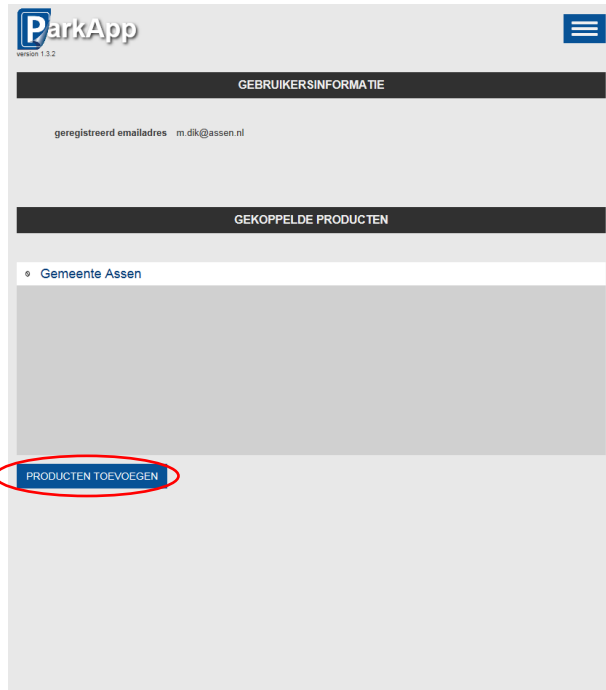 ParkApp
version 1.3.2
GEBRUIKERSINFORMATIE
geregistreerd emailadres m.dik@assen.nl
GEKOPPELDE PRODUCTEN
Gemeente Assen
PRODUCTEN TOEVOEGEN